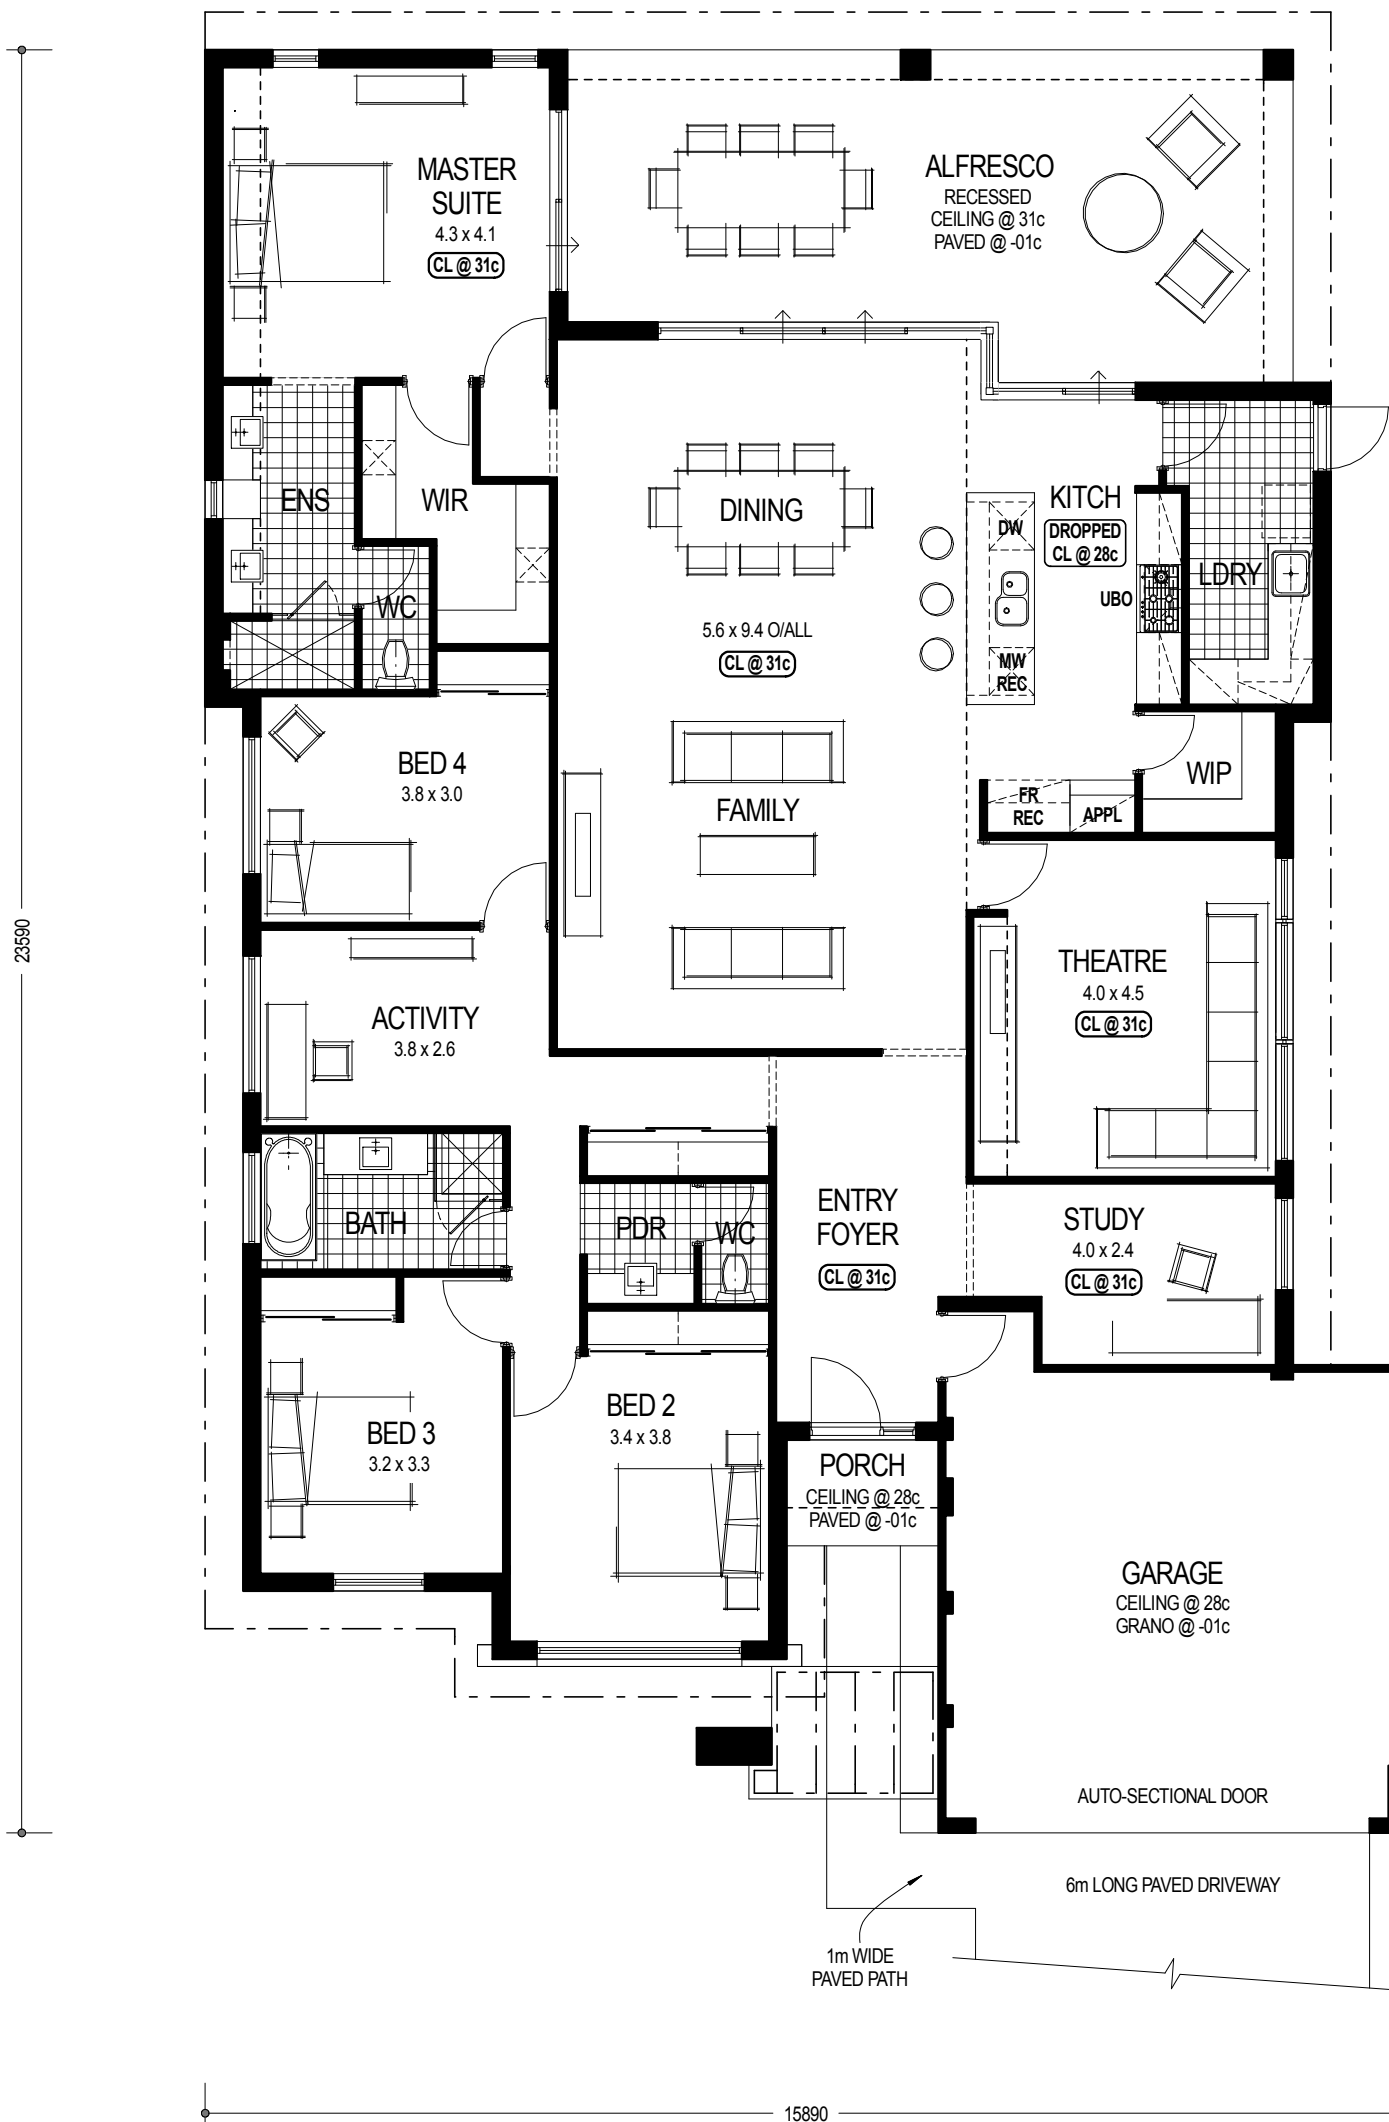 MASTER
SUITE
4.3 x 4.1
CL @ 31c
ALFRESCO
RECESSED
CEILING @ 31c
PAVED @ -01c
ENS
WIR
WC
DINING
5.6 x 9.4 O/ALL
CL @ 31c
KITCH
DROPPED
CL @ 28c
DW
UBO
MW
REC
LDRY
WIP
FR
REC
APPL
BED 4
3.8 x 3.0
FAMILY
ACTIVITY
3.8 x 2.6
THEATRE
4.0 x 4.5
CL @ 31c
23590
BATH
PDR
WC
ENTRY
FOYER
CL @ 31c
STUDY
4.0 x 2.4
CL @ 31c
BED 3
3.2 x 3.3
BED 2
3.4 x 3.8
PORCH
CEILING @ 28c
PAVED @ -01c
GARAGE
CEILING @ 28c
GRANO @ -01c
AUTO-SECTIONAL DOOR
6m LONG PAVED DRIVEWAY
1m WIDE
PAVED PATH
15890